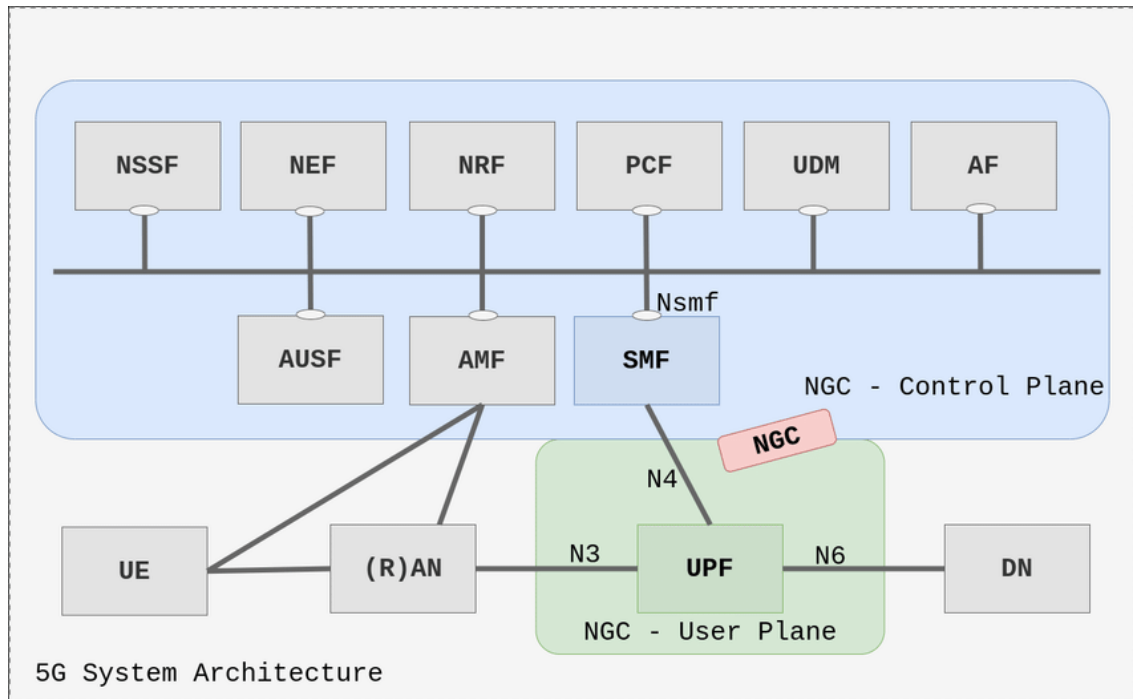 NSSF
NEF
NRF
PCF
UDM
AF
Nsmf
AUSF
AMF
SMF
NGC - Control Plane
NGC
N4
UE
(R)AN
N3
UPF
N6
DN
NGC - User Plane
5G System Architecture